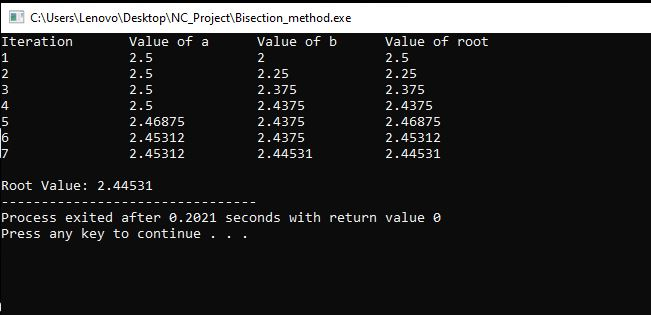 C:\Users\Lenovo\Desktop\NC_Project\Bisection_method.exe
Iteration Value of a Value of b Value of root
1 2.5 2 2.5
2 2.5 2.25 2.25
3 2.5 2.375 2.375
4 2.5 2.4375 2.4375
5 2.46875 2.4375 2.46875
6 2.45312 2.4375 2.45312
7 2.45312 2.44531 2.44531
Root Value: 2.44531
--------------------------------
Process exited after 0.2021 seconds with return value 0
Press any key to continue . . .